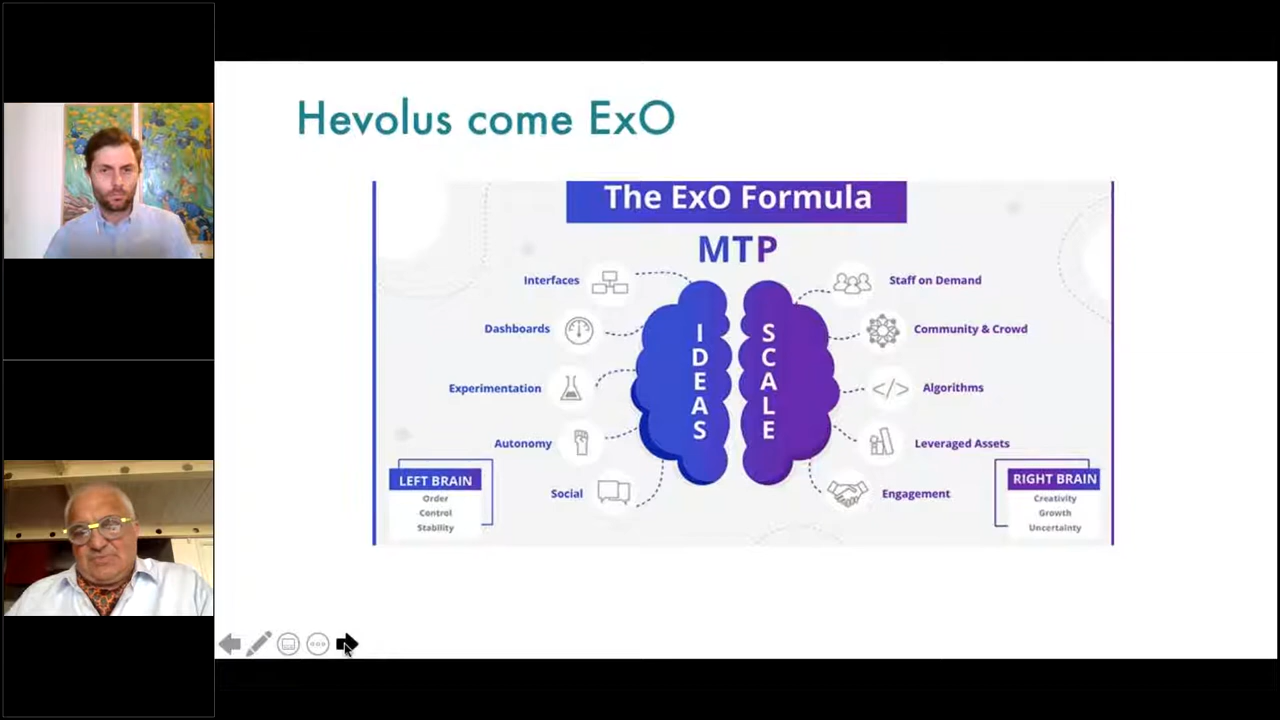 Hevolus come ExO
The ExO Formula
MTP
Interfaces
Dashboards
Experimentation
Autonomy
Social
IDEAS
SCALE
Staff on Demand
Community & Crowd
</>
Algorithms
Leveraged Assets
Engagement
LEFT BRAIN
Order
Control
Stability
RIGHT BRAIN
Creativity
Growth
Uncertainty